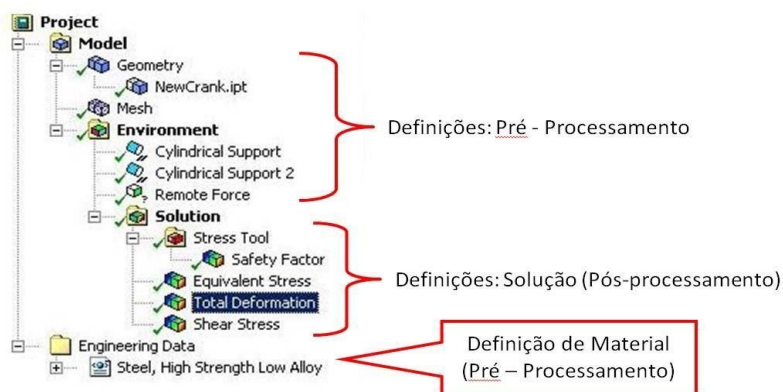 Project
Model
Geometry
NewCrank.ipt
Mesh
Environment
Definições: Pré - Processamento
Cylindrical Support
Cylindrical Support 2
Remote Force
Solution
Stress Tool
Safety Factor
Equivalent Stress
Definições: Solução (Pós-processamento)
Total Deformation
Shear Stress
Engineering Data
Steel, High Strength Low Alloy
Definição de Material
(Pré – Processamento)